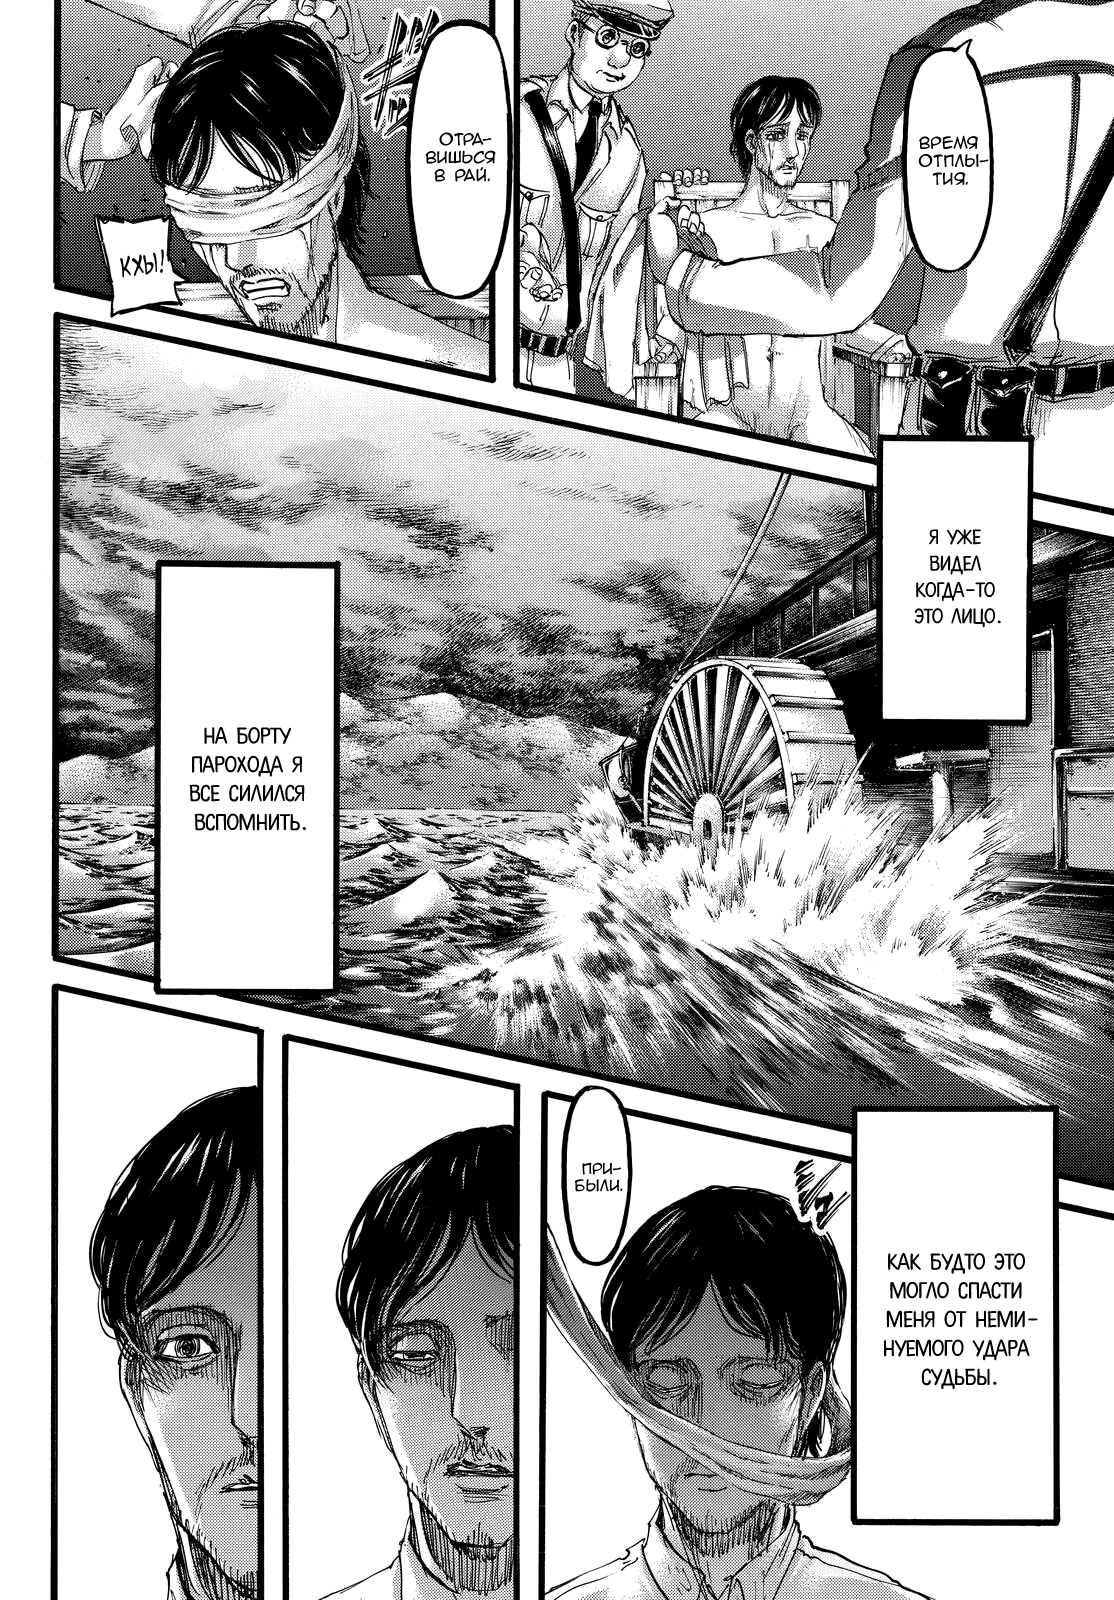 ВРЕМЯ
ОТПЛЫ-
ТИЯ.
ОТРА-
ВИШЬСЯ
В РАЙ.
КХЫ!
Я УЖЕ
ВИДЕЛ
КОГДА-ТО
ЭТО ЛИЦО.
НА БОРТУ
ПАРОХОДА Я
ВСЕ СИЛИЛСЯ
ВСПОМНИТЬ.
КАК БУДТО ЭТО
МОГЛО СПАСТИ
МЕНЯ ОТ НЕМИ-
НУЕМОГО УДАРА
СУДЬБЫ.
ПРИ-
БЫЛИ.